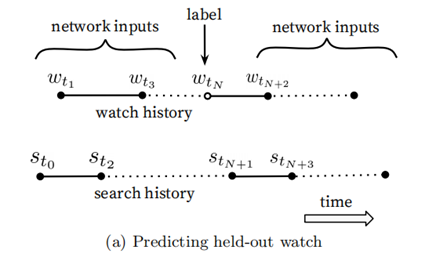 label
network inputs network inputs
w_{t_1} w_{t_3} w_{t_N} w_{t_{N+2}}
watch history
s_{t_0} s_{t_2} s_{t_{N+1}} s_{t_{N+3}}
search history
time
(a) Predicting held-out watch